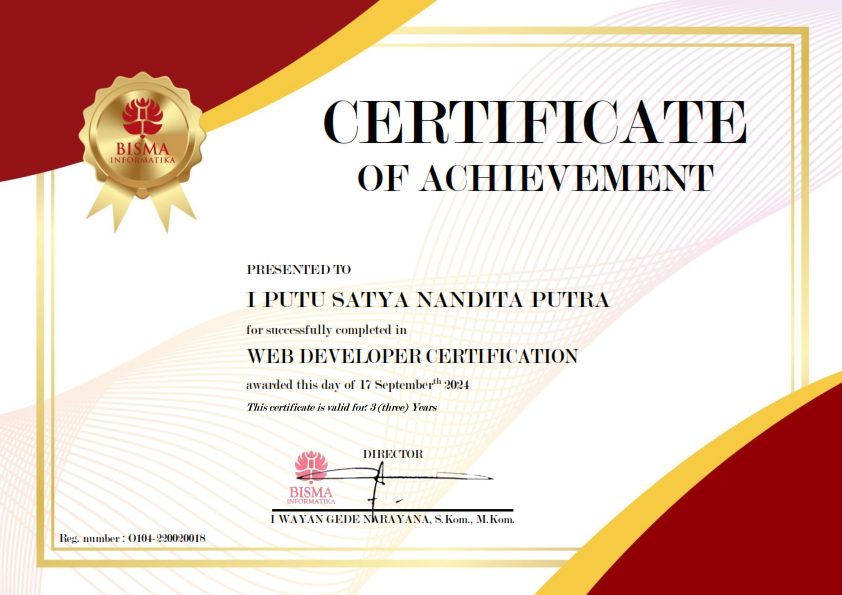 BISMA
INFORMATIKA
CERTIFICATE
OF ACHIEVEMENT
PRESENTED TO
I PUTU SATYA NANDITA PUTRA
for successfully completed in
WEB DEVELOPER CERTIFICATION
awarded this day of 17 September th 2024
This certificate is valid for: 3 (three) Years
DIRECTOR
BISMA
INFORMATIKA
I WAYAN GEDE NARAYANA, S.Kom., M.Kom.
Reg. number : O104-220020018